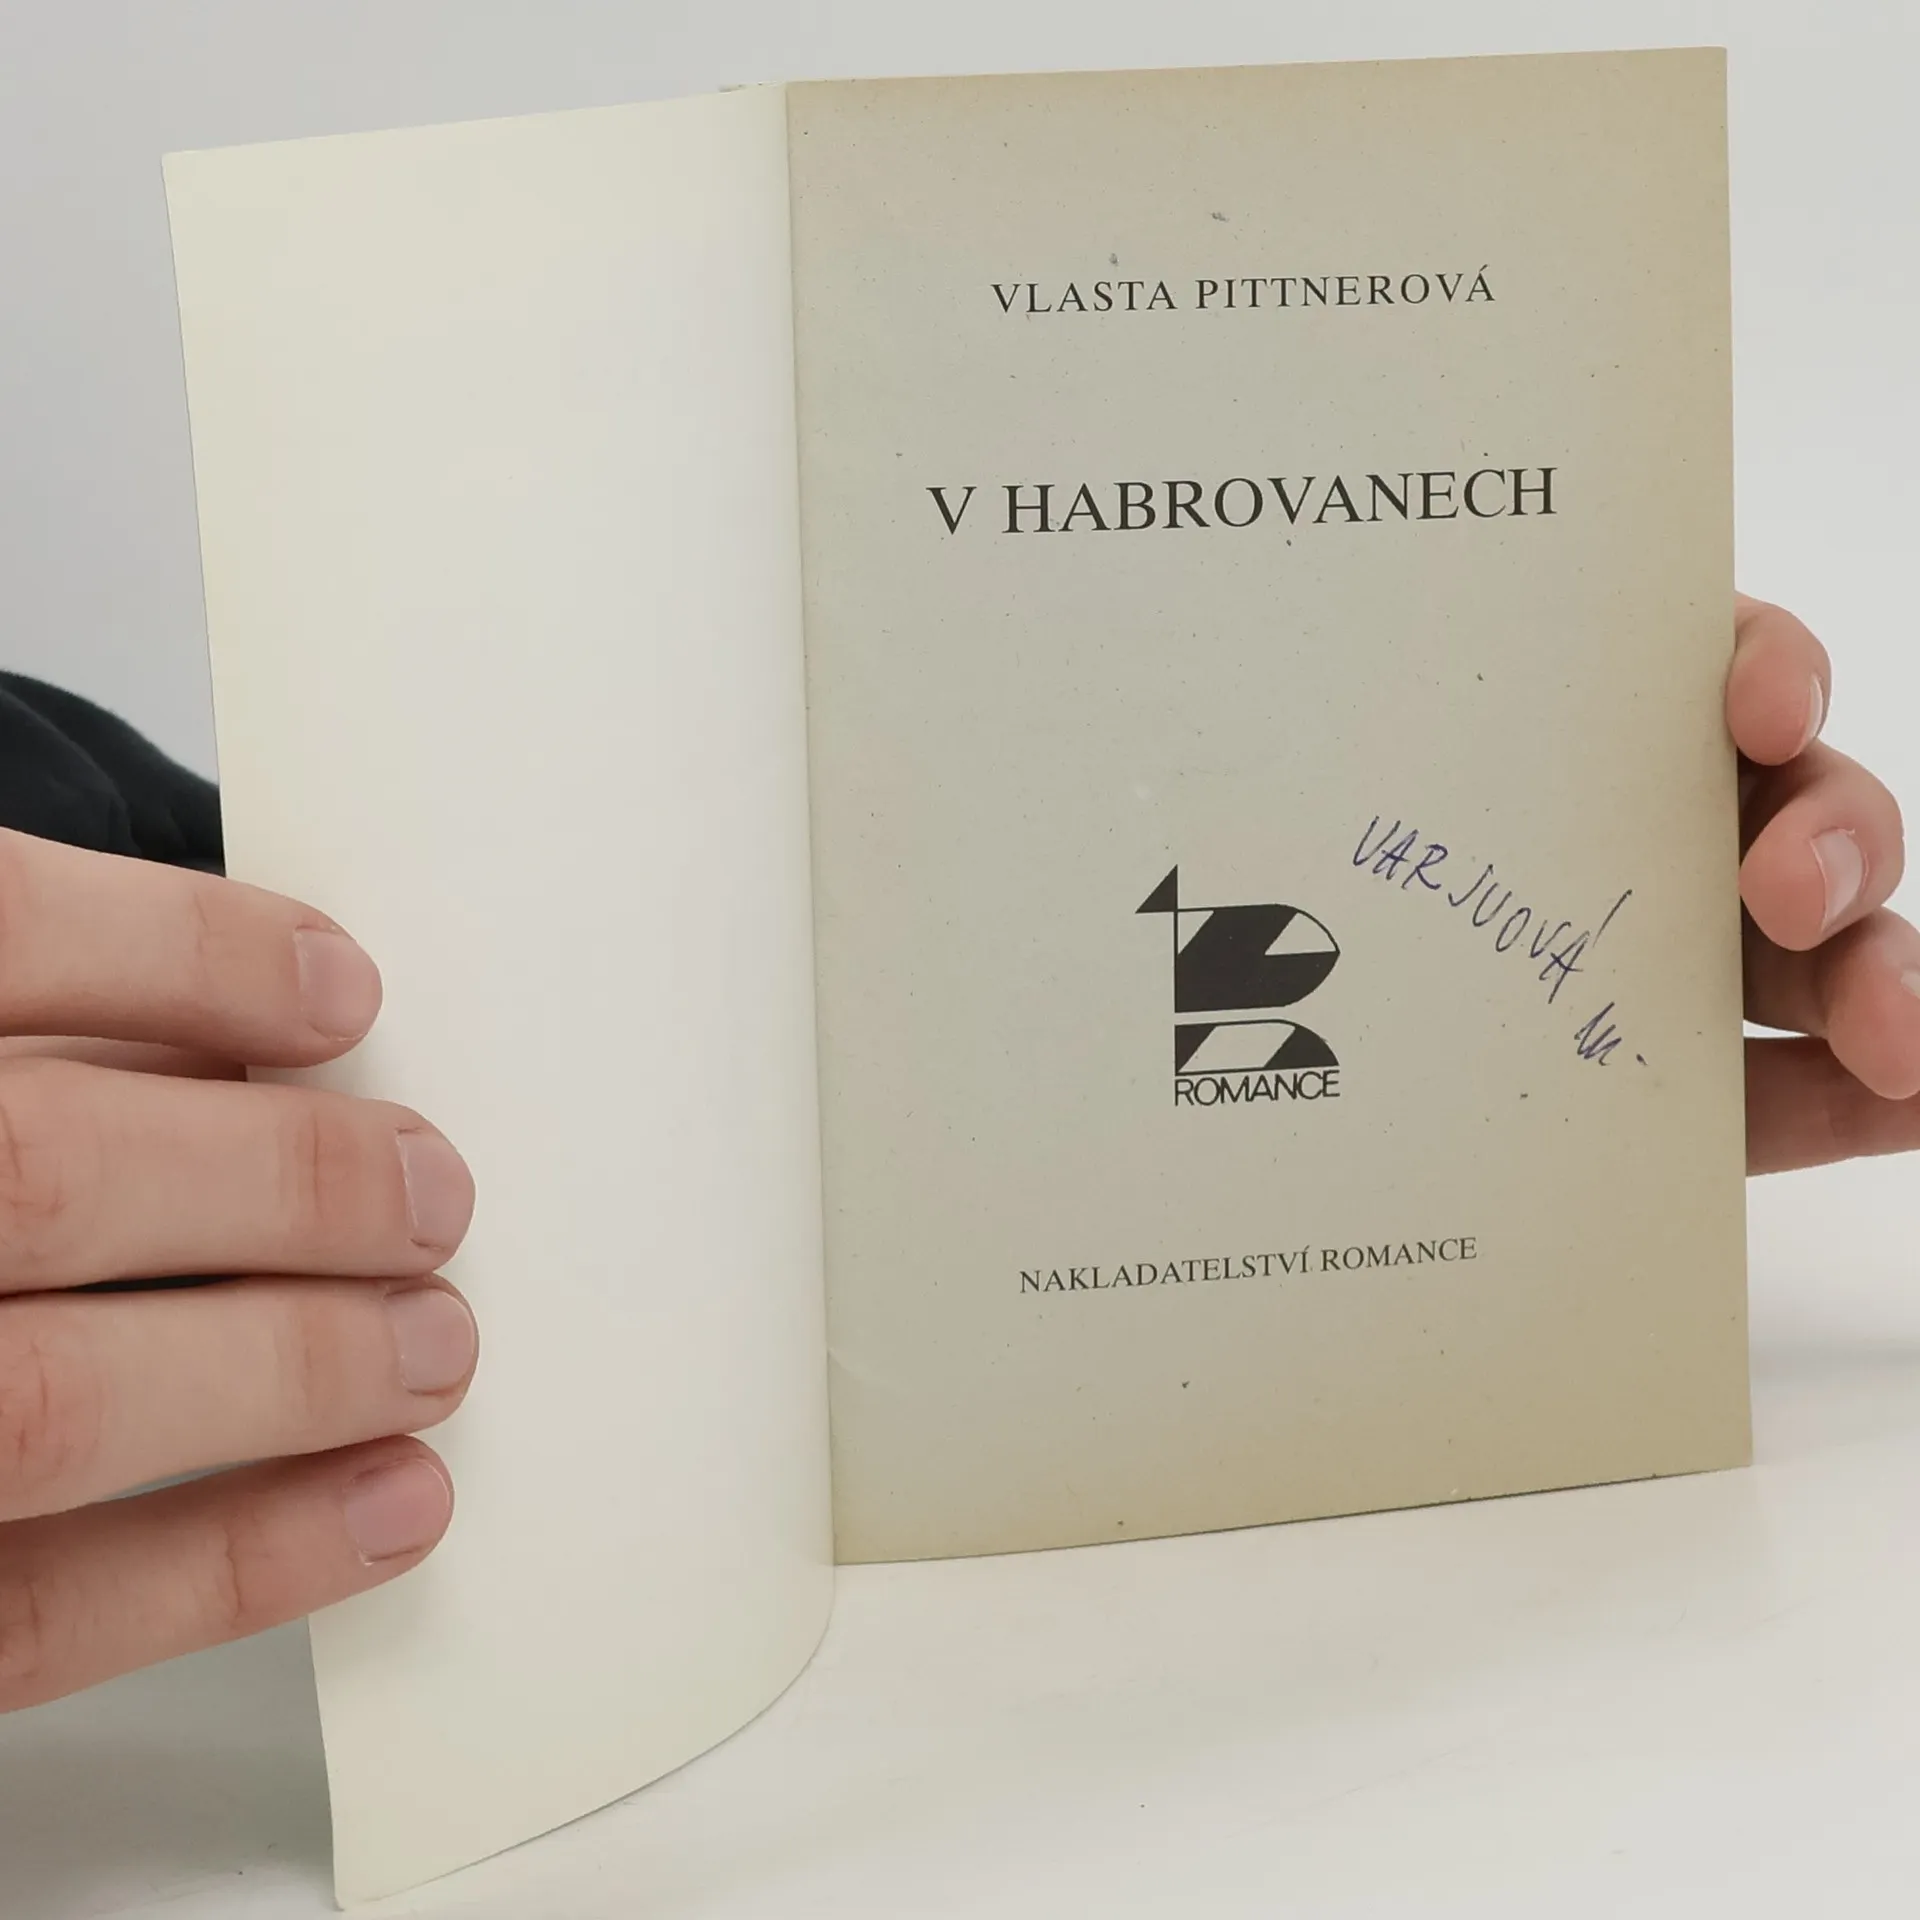 VLASTA PITTNEROVÁ
V HABROVANECH
VARJUOVÁ M.
ROMANCE
NAKLADATELSTVÍ ROMANCE